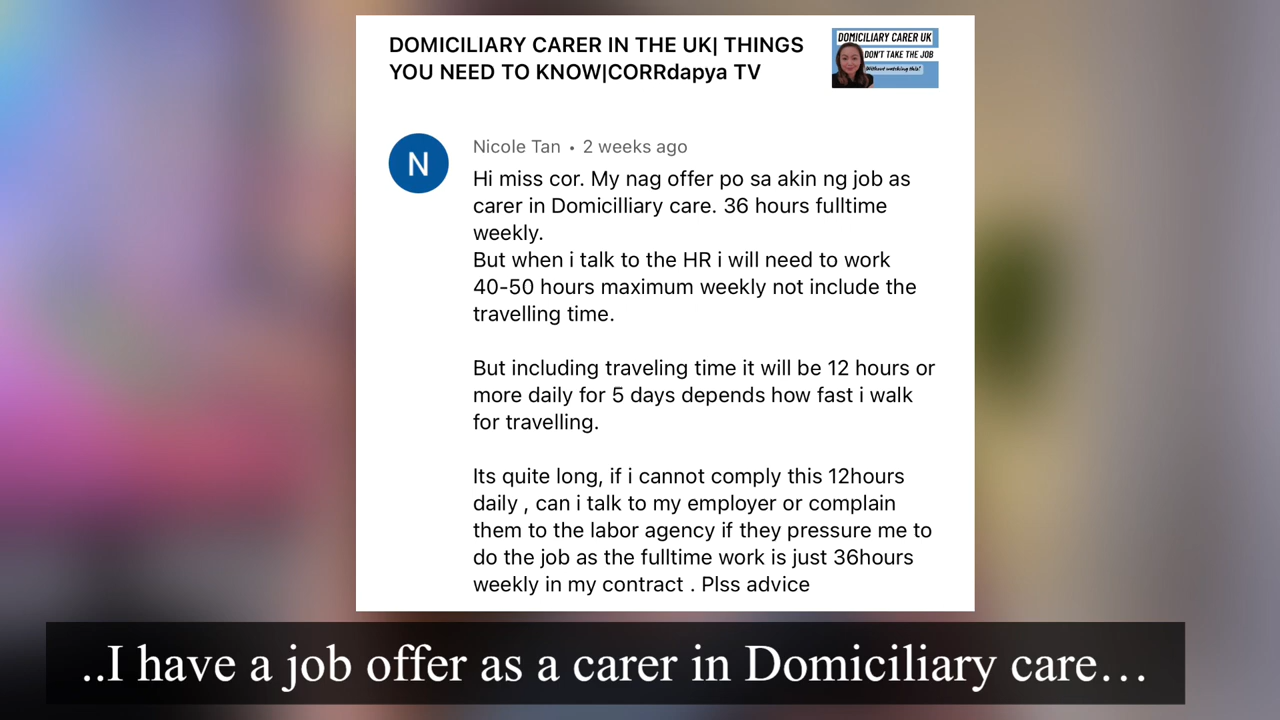 DOMICILIARY CARER IN THE UK| THINGS
YOU NEED TO KNOW|CORRdapya TV
DOMICILIARY CARER UK
DON'T TAKE THE JOB
Without watching this!
N
Nicole Tan • 2 weeks ago
Hi miss cor. My nag offer po sa akin ng job as
carer in Domicilliary care. 36 hours fulltime
weekly.
But when i talk to the HR i will need to work
40-50 hours maximum weekly not include the
travelling time.
But including traveling time it will be 12 hours or
more daily for 5 days depends how fast i walk
for travelling.
Its quite long, if i cannot comply this 12hours
daily , can i talk to my employer or complain
them to the labor agency if they pressure me to
do the job as the fulltime work is just 36hours
weekly in my contract . Plss advice
..I have a job offer as a carer in Domiciliary care...